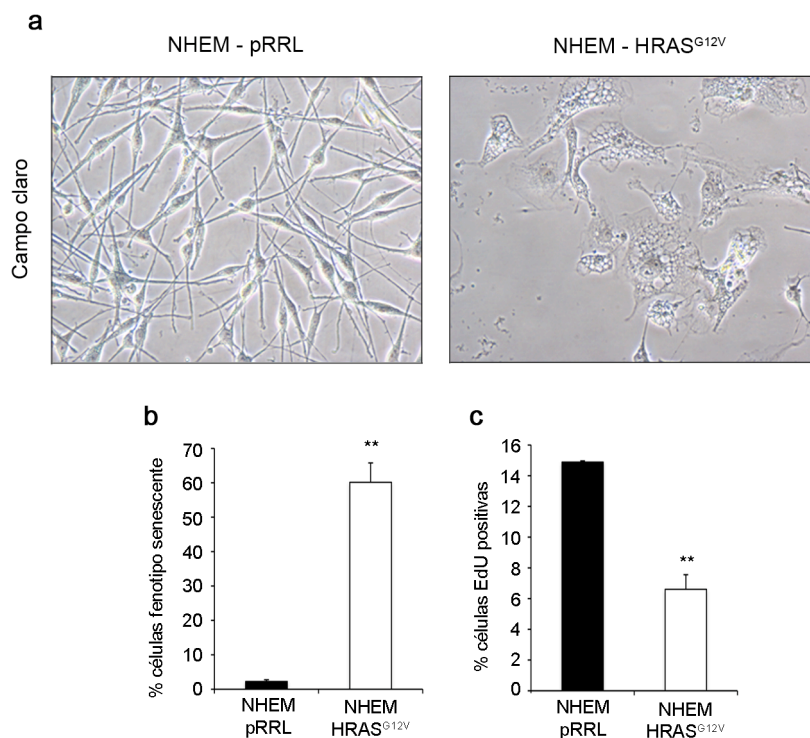 a
NHEM - pRRL
NHEM - HRASG12V
Campo claro
b
% células fenotipo senescente
70
60
50
40
30
20
10
0
**
NHEM
pRRL
NHEM
HRASG12V
c
% células EdU positivas
16
14
12
10
8
6
4
2
0
**
NHEM
pRRL
NHEM
HRASG12V